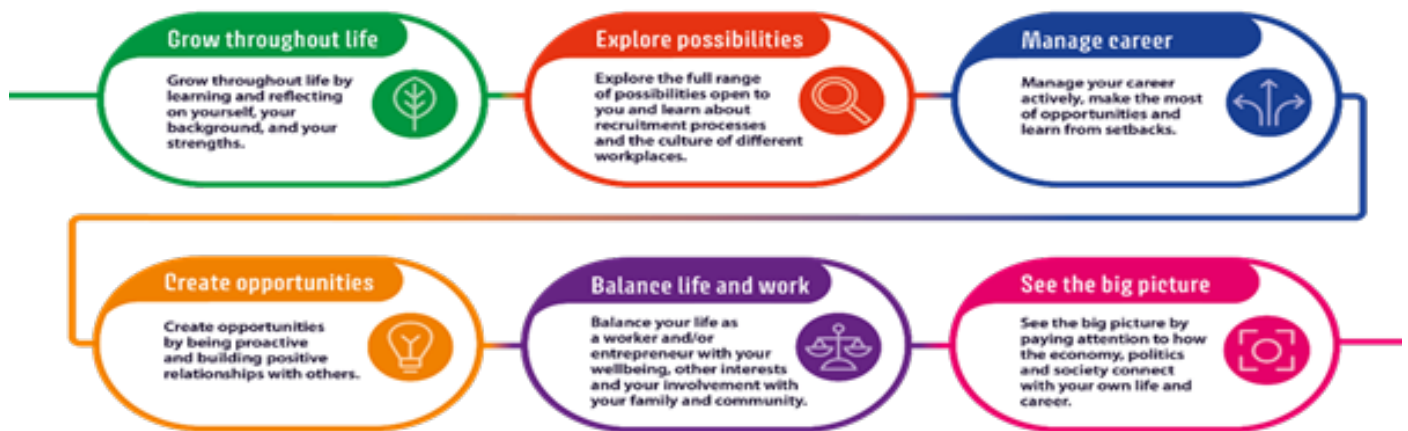 Grow throughout life
Grow throughout life by
learning and reflecting
on yourself, your
background, and your
strengths.
Explore possibilities
Explore the full range
of possibilities open to
you and learn about
recruitment processes
and the culture of different
workplaces.
Manage career
Manage your career
actively, make the most
of opportunities and
learn from setbacks.
Create opportunities
Create opportunities
by being proactive
and building positive
relationships with others.
Balance life and work
Balance your life as
a worker and/or
entrepreneur with your
wellbeing, other interests
and your involvement with
your family and community.
See the big picture
See the big picture by
paying attention to how
the economy, politics
and society connect
with your own life and
career.